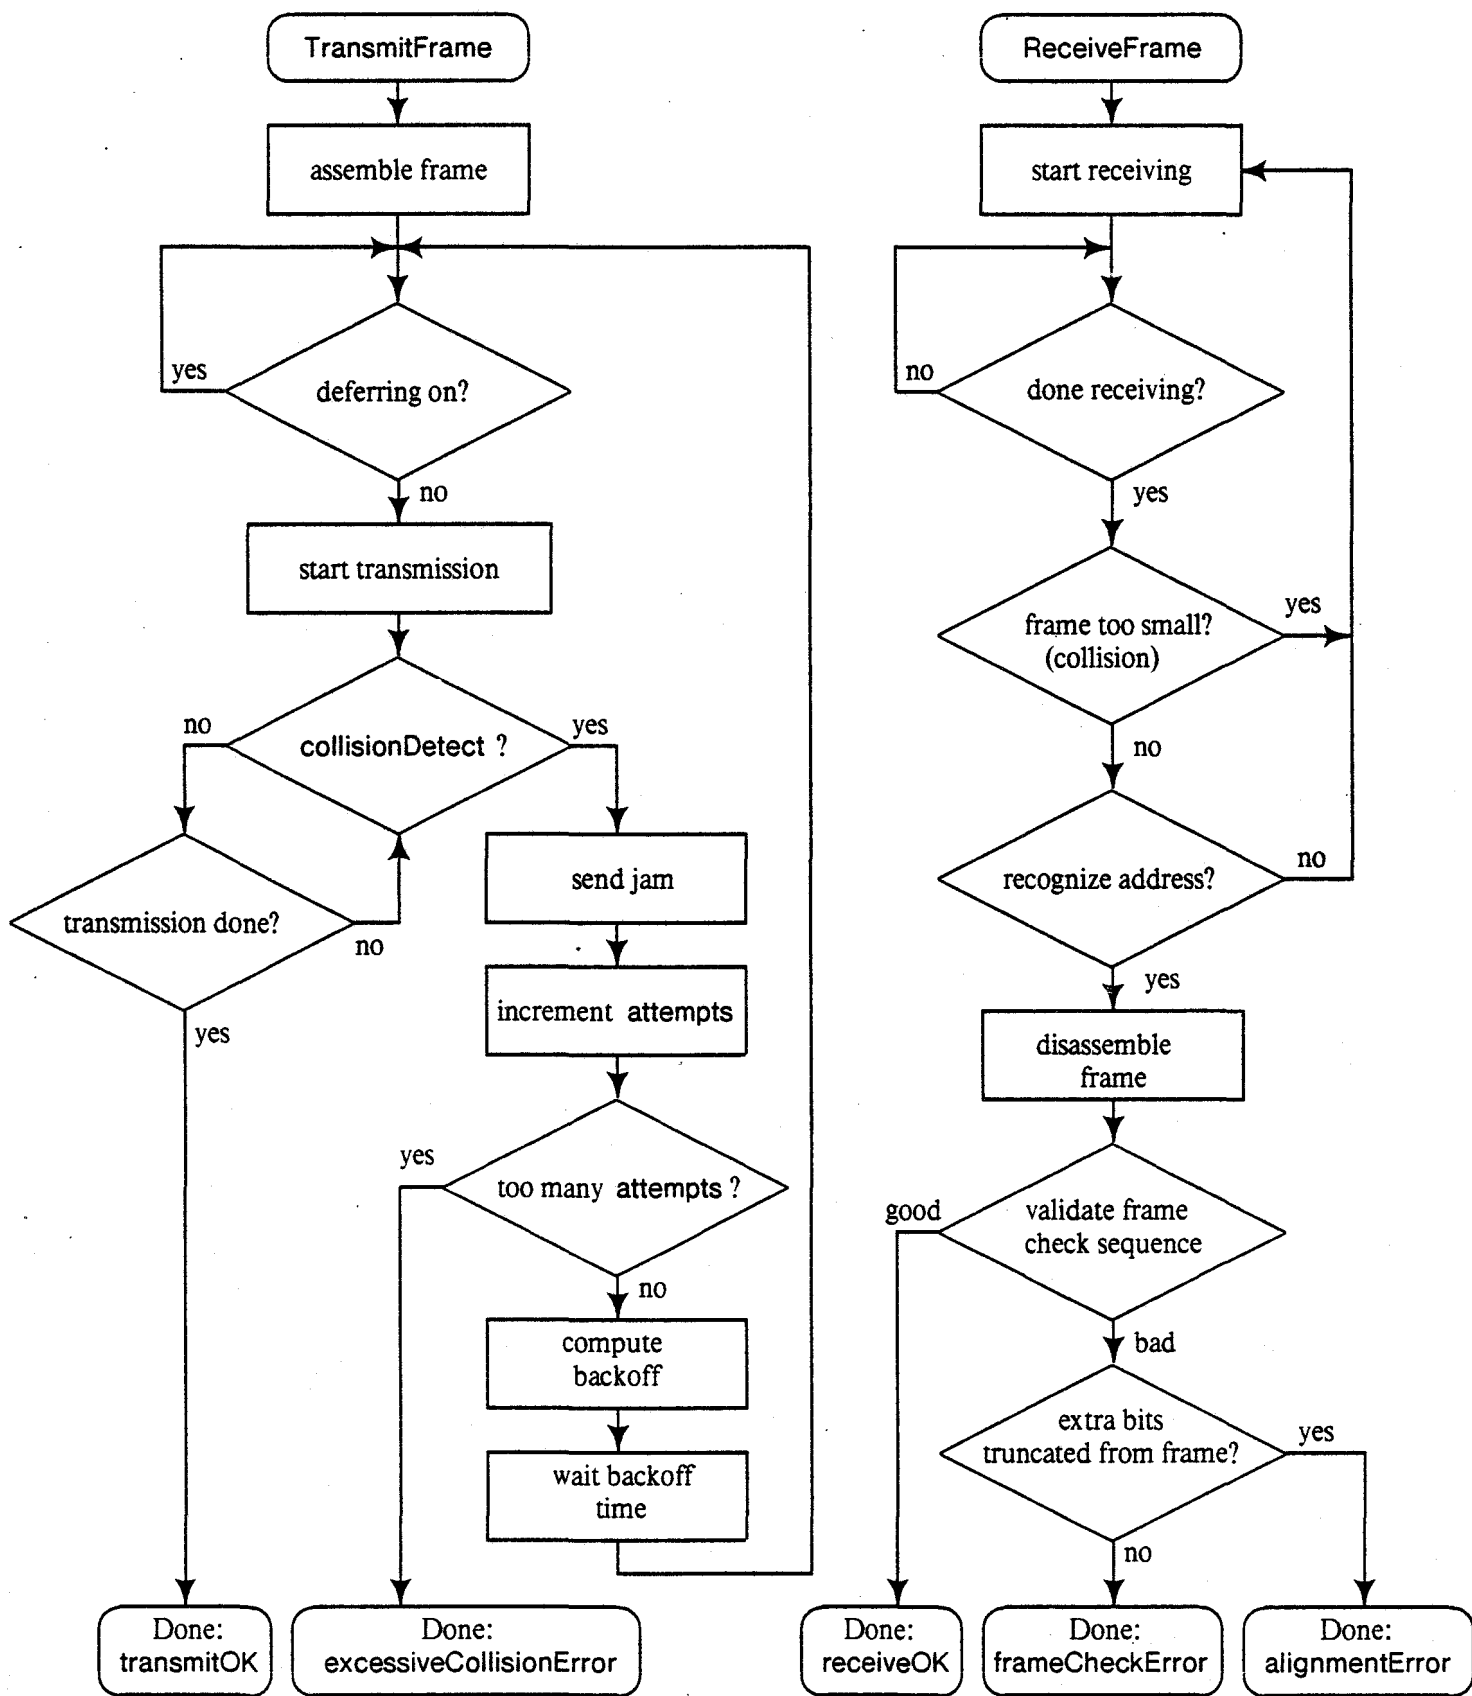 TransmitFrame
assemble frame
yes
deferring on?
no
start transmission
no
collisionDetect ?
yes
transmission done?
no
yes
send jam
increment attempts
yes
too many attempts ?
no
compute
backoff
wait backoff
time
Done:
transmitOK
Done:
excessiveCollisionError
ReceiveFrame
start receiving
no
done receiving?
yes
frame too small?
(collision)
yes
no
recognize address?
no
yes
disassemble
frame
good
validate frame
check sequence
bad
extra bits
truncated from frame?
yes
no
Done:
receiveOK
Done:
frameCheckError
Done:
alignmentError